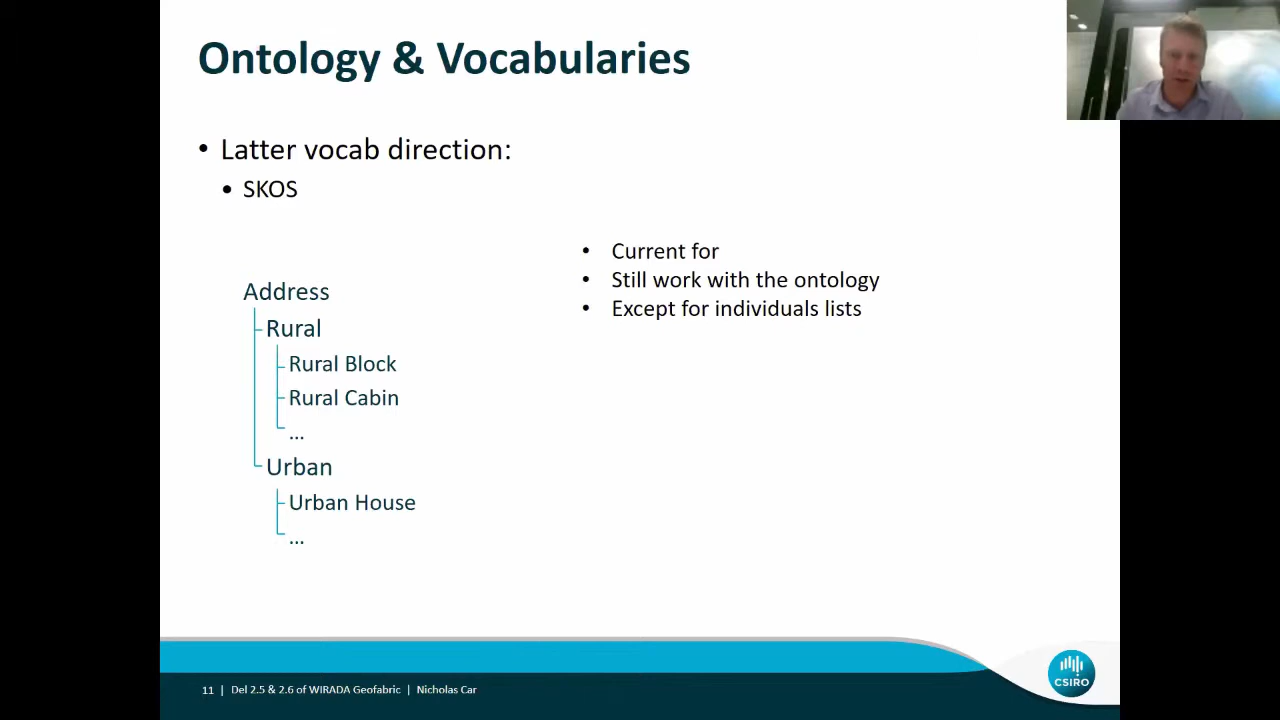 Ontology & Vocabularies
• Latter vocab direction:
• SKOS
• Current for
• Still work with the ontology
• Except for individuals lists
Address
Rural
Rural Block
Rural Cabin
...
Urban
Urban House
...
11 | Del 2.5 & 2.6 of WIRADA Geofabric | Nicholas Car
CSIRO